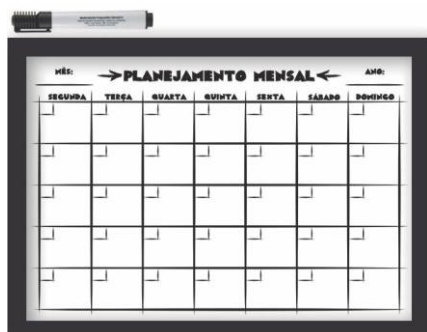 MÊS: PLANEJAMENTO MENSAL ANO:
SEGUNDA TERÇA QUARTA QUINTA SEXTA SÁBADO DOMINGO